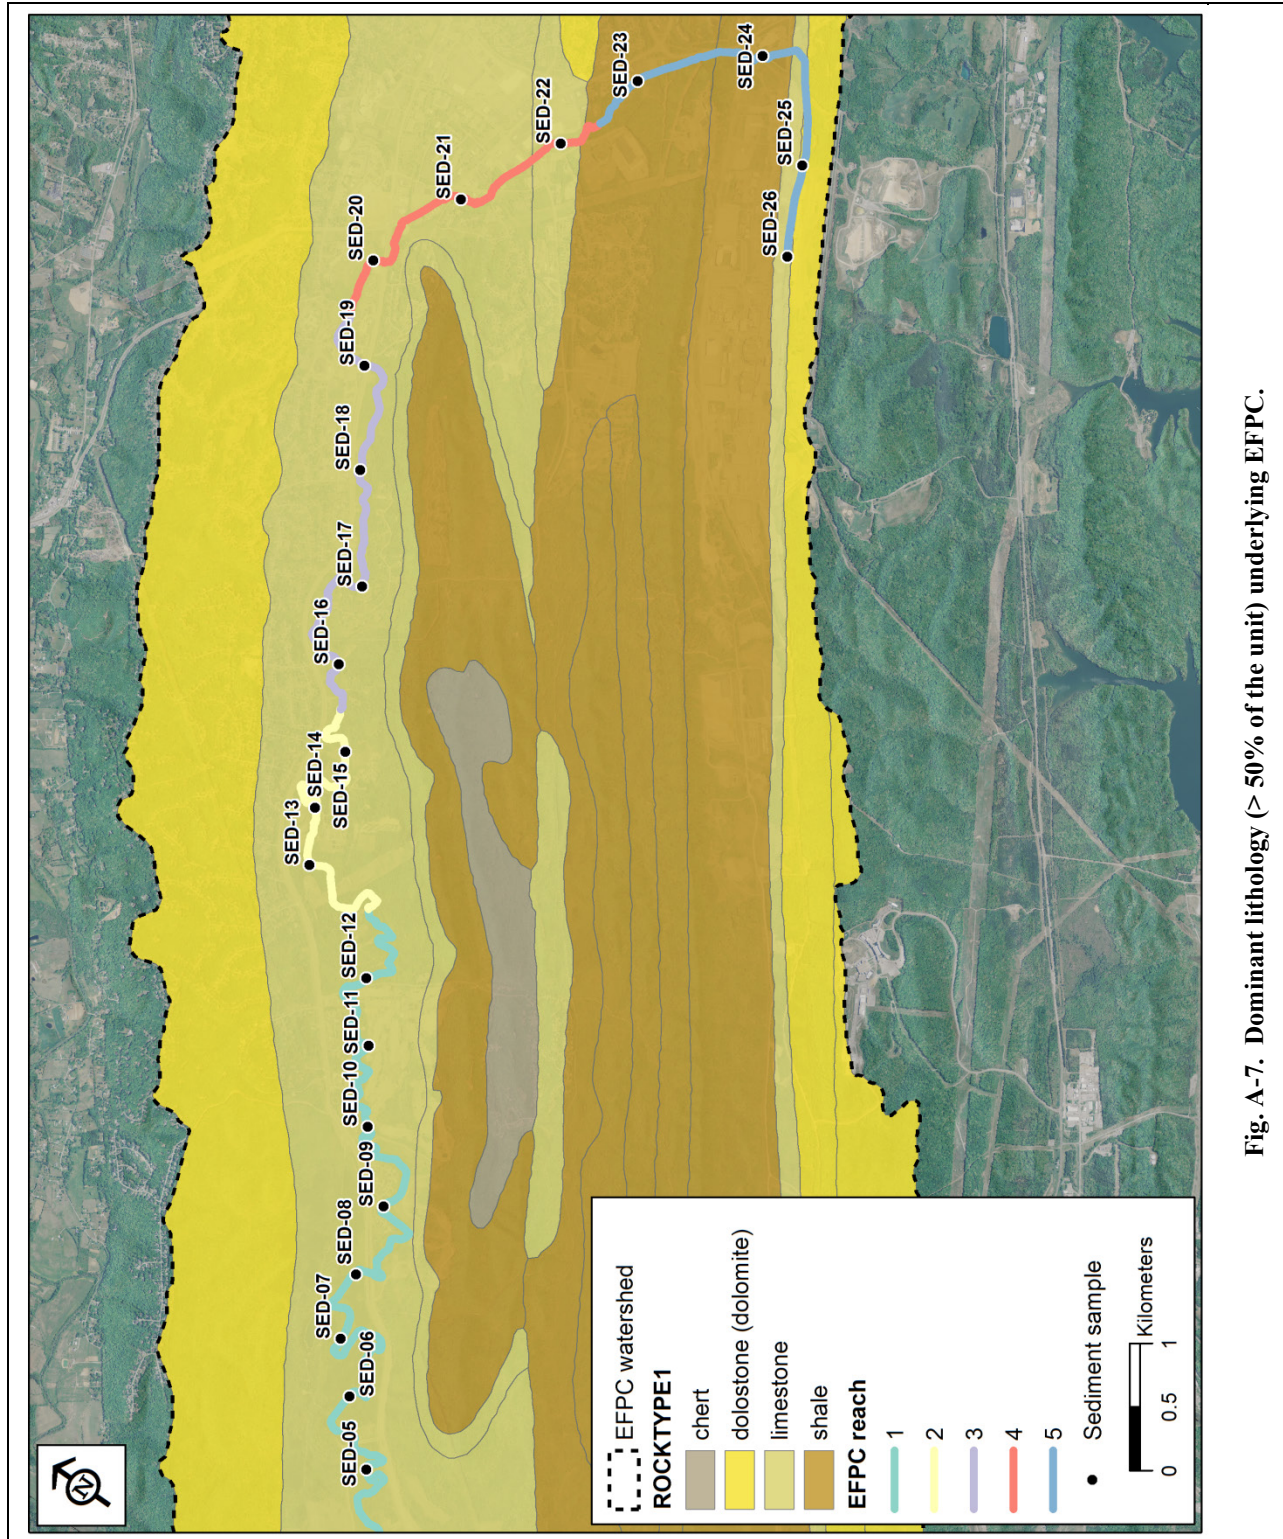 SED-05
SED-06
SED-07
SED-08
SED-09
SED-10
SED-11
SED-12
SED-13
SED-14
SED-15
SED-16
SED-17
SED-18
SED-19
SED-20
SED-21
SED-22
SED-23
SED-24
SED-25
SED-26
N
EFPC watershed
ROCKTYPE1
chert
dolostone (dolomite)
limestone
shale
EFPC reach
1
2
3
4
5
Sediment sample
0 0.5 1
Kilometers
Fig. A-7. Dominant lithology (> 50% of the unit) underlying EFPC.